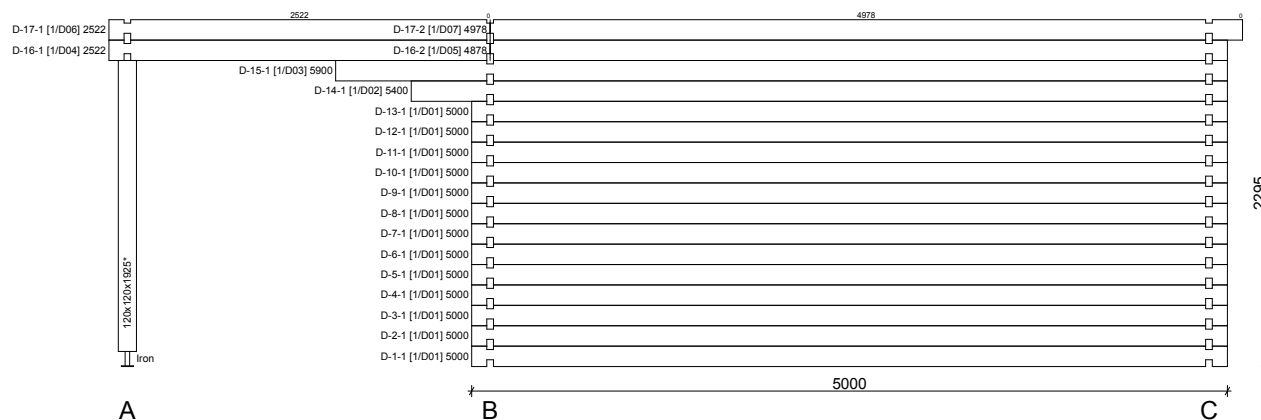 2522 0 4978 0
D-17-1 [1/D06] 2522 D-17-2 [1/D07] 4978
D-16-1 [1/D04] 2522 D-16-2 [1/D05] 4878
D-15-1 [1/D03] 5900
D-14-1 [1/D02] 5400
D-13-1 [1/D01] 5000
D-12-1 [1/D01] 5000
D-11-1 [1/D01] 5000
D-10-1 [1/D01] 5000
D-9-1 [1/D01] 5000
D-8-1 [1/D01] 5000
D-7-1 [1/D01] 5000
D-6-1 [1/D01] 5000
D-5-1 [1/D01] 5000
D-4-1 [1/D01] 5000
D-3-1 [1/D01] 5000
D-2-1 [1/D01] 5000
D-1-1 [1/D01] 5000
120x120x1925*
Iron
2295
5000
A B C